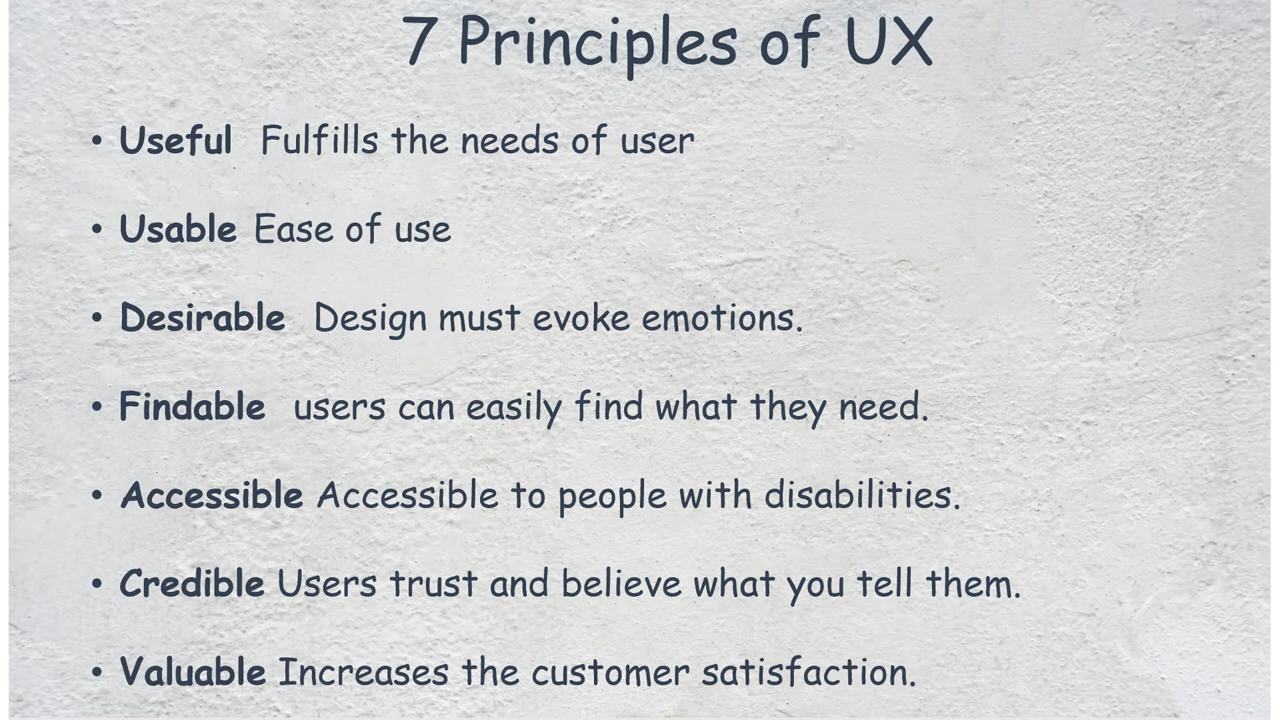 7 Principles of UX
• Useful Fulfills the needs of user
• Usable Ease of use
• Desirable Design must evoke emotions.
• Findable users can easily find what they need.
• Accessible Accessible to people with disabilities.
• Credible Users trust and believe what you tell them.
• Valuable Increases the customer satisfaction.